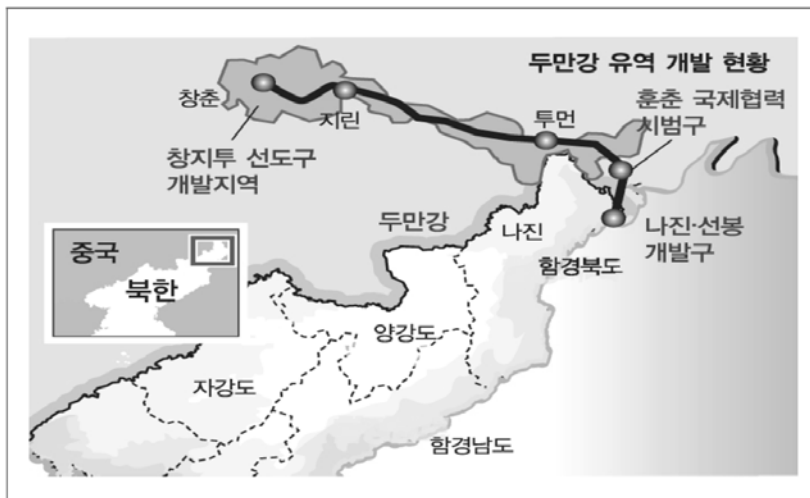 두만강 유역 개발 현황
창춘
지린
투먼
훈춘 국제협력
시범구
창지투 선도구
개발지역
두만강
나진
나진·선봉
개발구
함경북도
중국
북한
양강도
자강도
함경남도